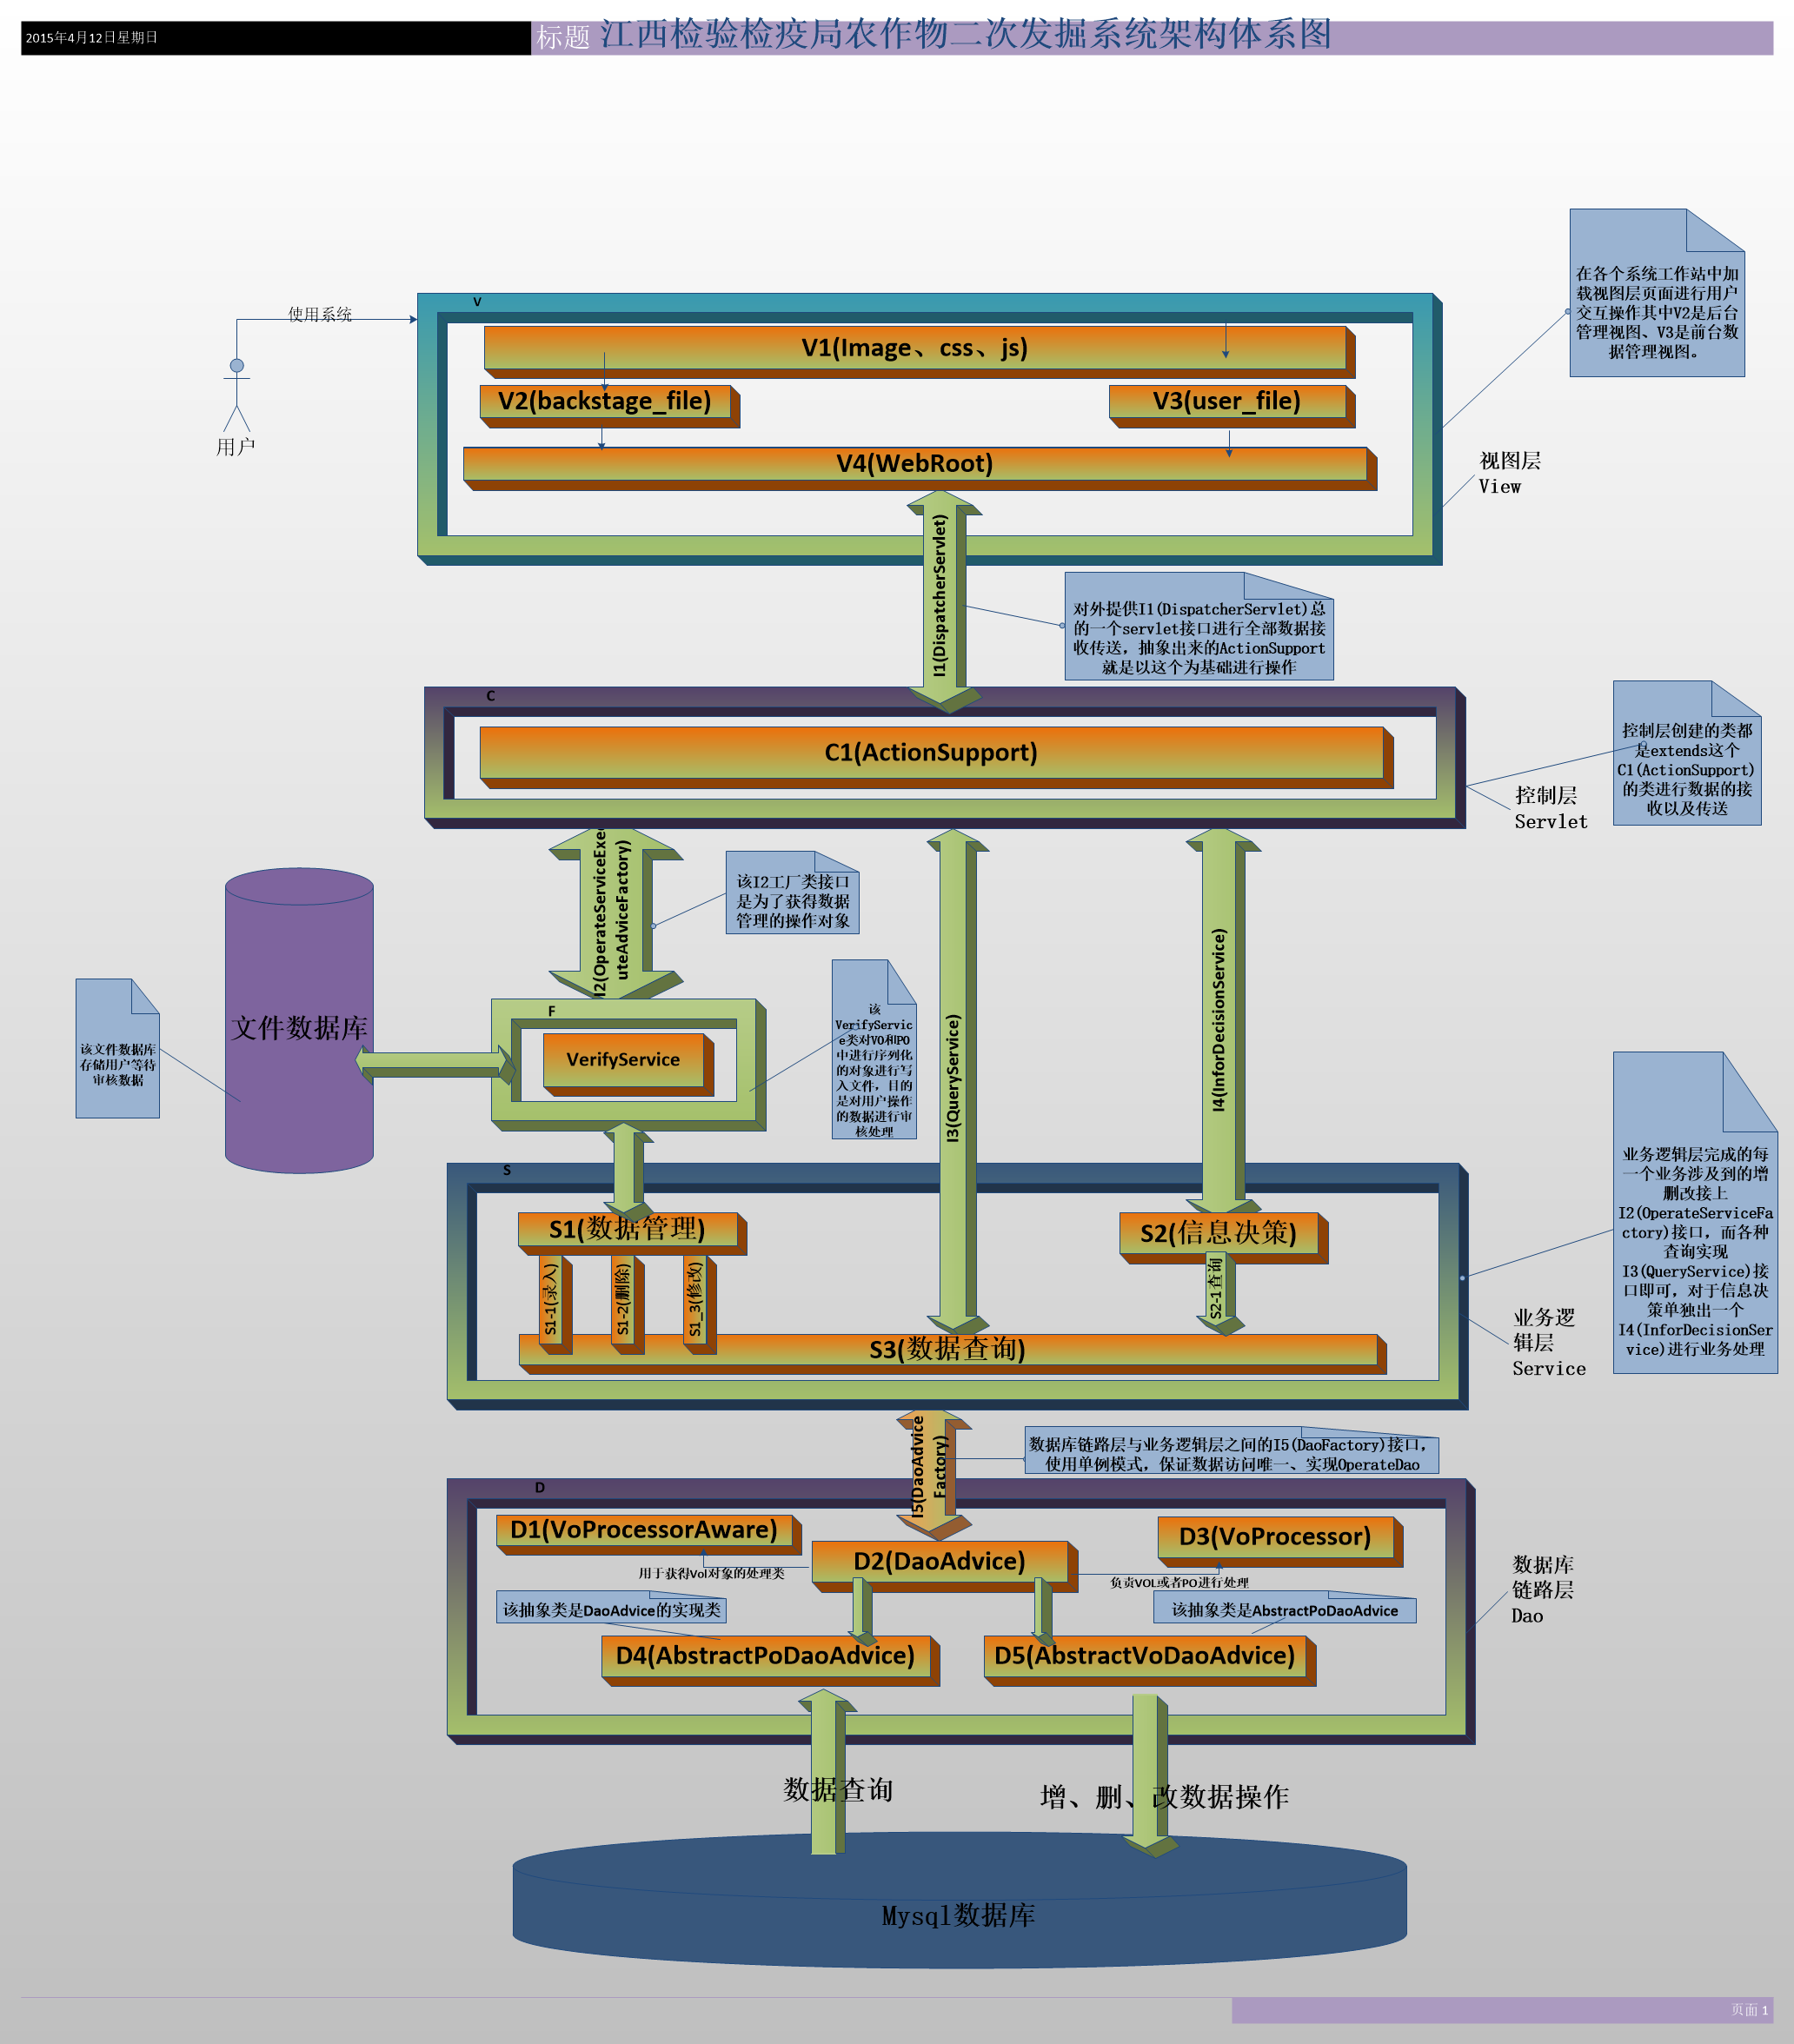 2015年4月12日星期日
标题 江西检验检疫局农作物二次发掘系统架构体系图
在各个系统工作站中加
载视图层页面进行用户
交互操作其中V2是后台
管理视图、V3是前台数
据管理视图。
使用系统
用户
V
V1(Image、css、js)
V2(backstage_file)
V3(user_file)
V4(WebRoot)
视图层
View
I1(DispatcherServlet)
对外提供I1(DispatcherServlet)总
的一个servlet接口进行全部数据接
收传送, 抽象出来的ActionSupport
就是以这个为基础进行操作
C
C1(ActionSupport)
控制层创建的类都
是extends这个
C1(ActionSupport)
的类进行数据的接
收以及传送
控制层
Servlet
I2(OperateServiceExec
uteAdviceFactory)
该I2工厂类接口
是为了获得数据
管理的操作对象
I3(QueryService)
I4(InforDecisionService)
文件数据库
该文件数据库
存储用户等待
审核数据
F
VerifyService
该
VerifyServic
e类对VO和PO
中进行序列化
的对象进行写
入文件, 目的
是对用户操作
的数据进行审
核处理
S
S1(数据管理)
S1-1(录入)
S1-2(删除)
S1_3(修改)
S2(信息决策)
S2-1查询
S3(数据查询)
业务逻辑层完成的每
一个业务涉及到的增
删改接上
I2(OperateServiceFa
ctory)接口, 而各种
查询实现
I3(QueryService)接
口即可, 对于信息决
策单独出一个
I4(InforDecisionSer
vice)进行业务处理
业务逻
辑层
Service
I5(DaoAdvice
Factory)
数据库链路层与业务逻辑层之间的I5(DaoFactory)接口,
使用单例模式, 保证数据访问唯一、实现OperateDao
D
D1(VoProcessorAware)
D2(DaoAdvice)
D3(VoProcessor)
用于获得Vol对象的处理类
负责VOL或者PO进行处理
该抽象类是DaoAdvice的实现类
该抽象类是AbstractPoDaoAdvice
D4(AbstractPoDaoAdvice)
D5(AbstractVoDaoAdvice)
数据库
链路层
Dao
数据查询
增、删、改数据操作
Mysql数据库
页面 1